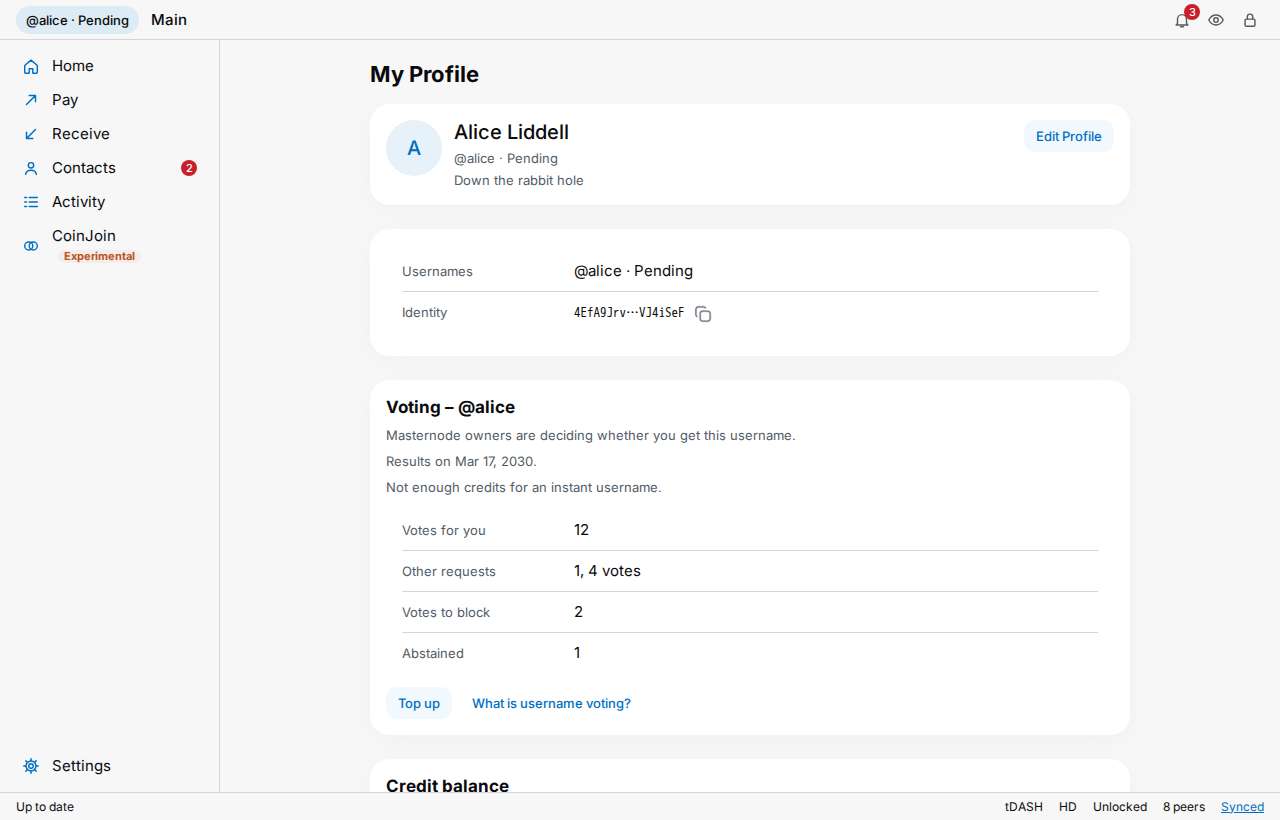 @alice · Pending Main 3
Home
Pay
Receive
Contacts 2
Activity
CoinJoin
Experimental
Settings
My Profile
A
Alice Liddell
@alice · Pending
Down the rabbit hole
Edit Profile
Usernames @alice · Pending
Identity 4EfA9Jrv⋯VJ4iSeF
Voting – @alice
Masternode owners are deciding whether you get this username.
Results on Mar 17, 2030.
Not enough credits for an instant username.
Votes for you 12
Other requests 1, 4 votes
Votes to block 2
Abstained 1
Top up What is username voting?
Credit balance
Up to date tDASH HD Unlocked 8 peers Synced